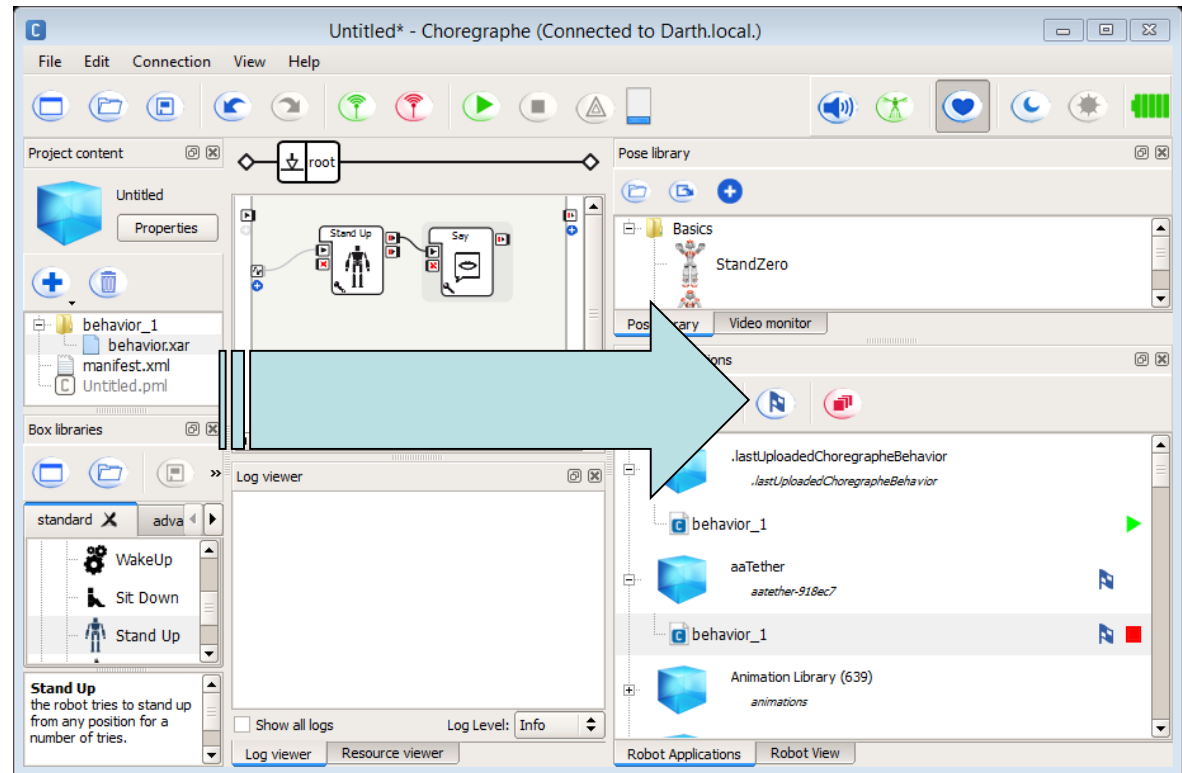 Untitled* - Choregraphe (Connected to Darth.local.)
File Edit Connection View Help
Project content
Untitled
Properties
behavior_1
behavior.xar
manifest.xml
Untitled.pml
Box libraries
standard
adva
WakeUp
Sit Down
Stand Up
Stand Up
the robot tries to stand up
from any position for a
number of tries.
root
Stand Up
Say
Log viewer
Show all logs
Log Level: Info
Log viewer Resource viewer
Pose library
Basics
StandZero
Video monitor
.lastUploadedChoregrapheBehavior
.lastUploadedChoregrapheBehavior
behavior_1
aaTether
aatether-918ec7
behavior_1
Animation Library (639)
animations
Robot Applications Robot View